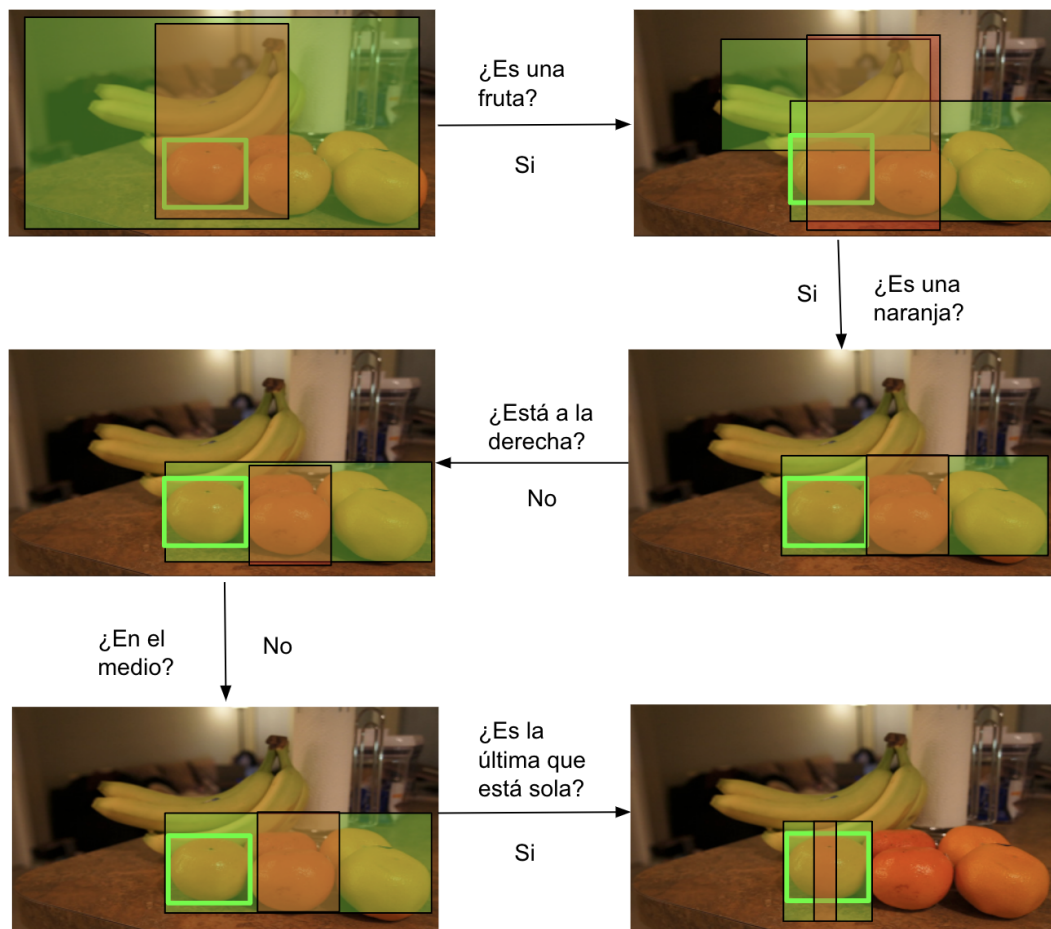 ¿Es una
fruta?
Si
Si
¿Es una
naranja?
¿Está a la
derecha?
No
¿En el
medio?
No
¿Es la
última que
está sola?
Si